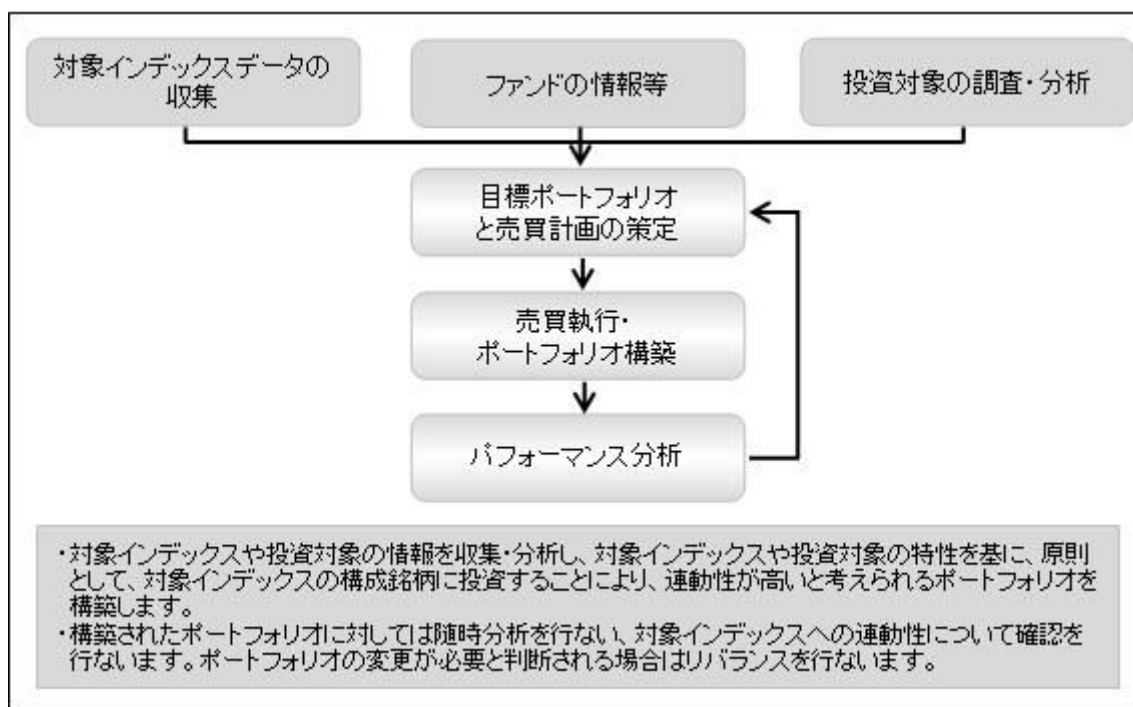 対象インデックスデータの
収集
ファンドの情報等
投資対象の調査・分析
目標ポートフォリオ
と売買計画の策定
売買執行・
ポートフォリオ構築
パフォーマンス分析
・対象インデックスや投資対象の情報を収集・分析し、対象インデックスや投資対象の特性を基に、原則
として、対象インデックスの構成銘柄に投資することにより、連動性が高いと考えられるポートフォリオを
構築します。
・構築されたポートフォリオに対しては随時分析を行ない、対象インデックスへの連動性について確認を
行ないます。ポートフォリオの変更が必要と判断される場合はリバランスを行ないます。